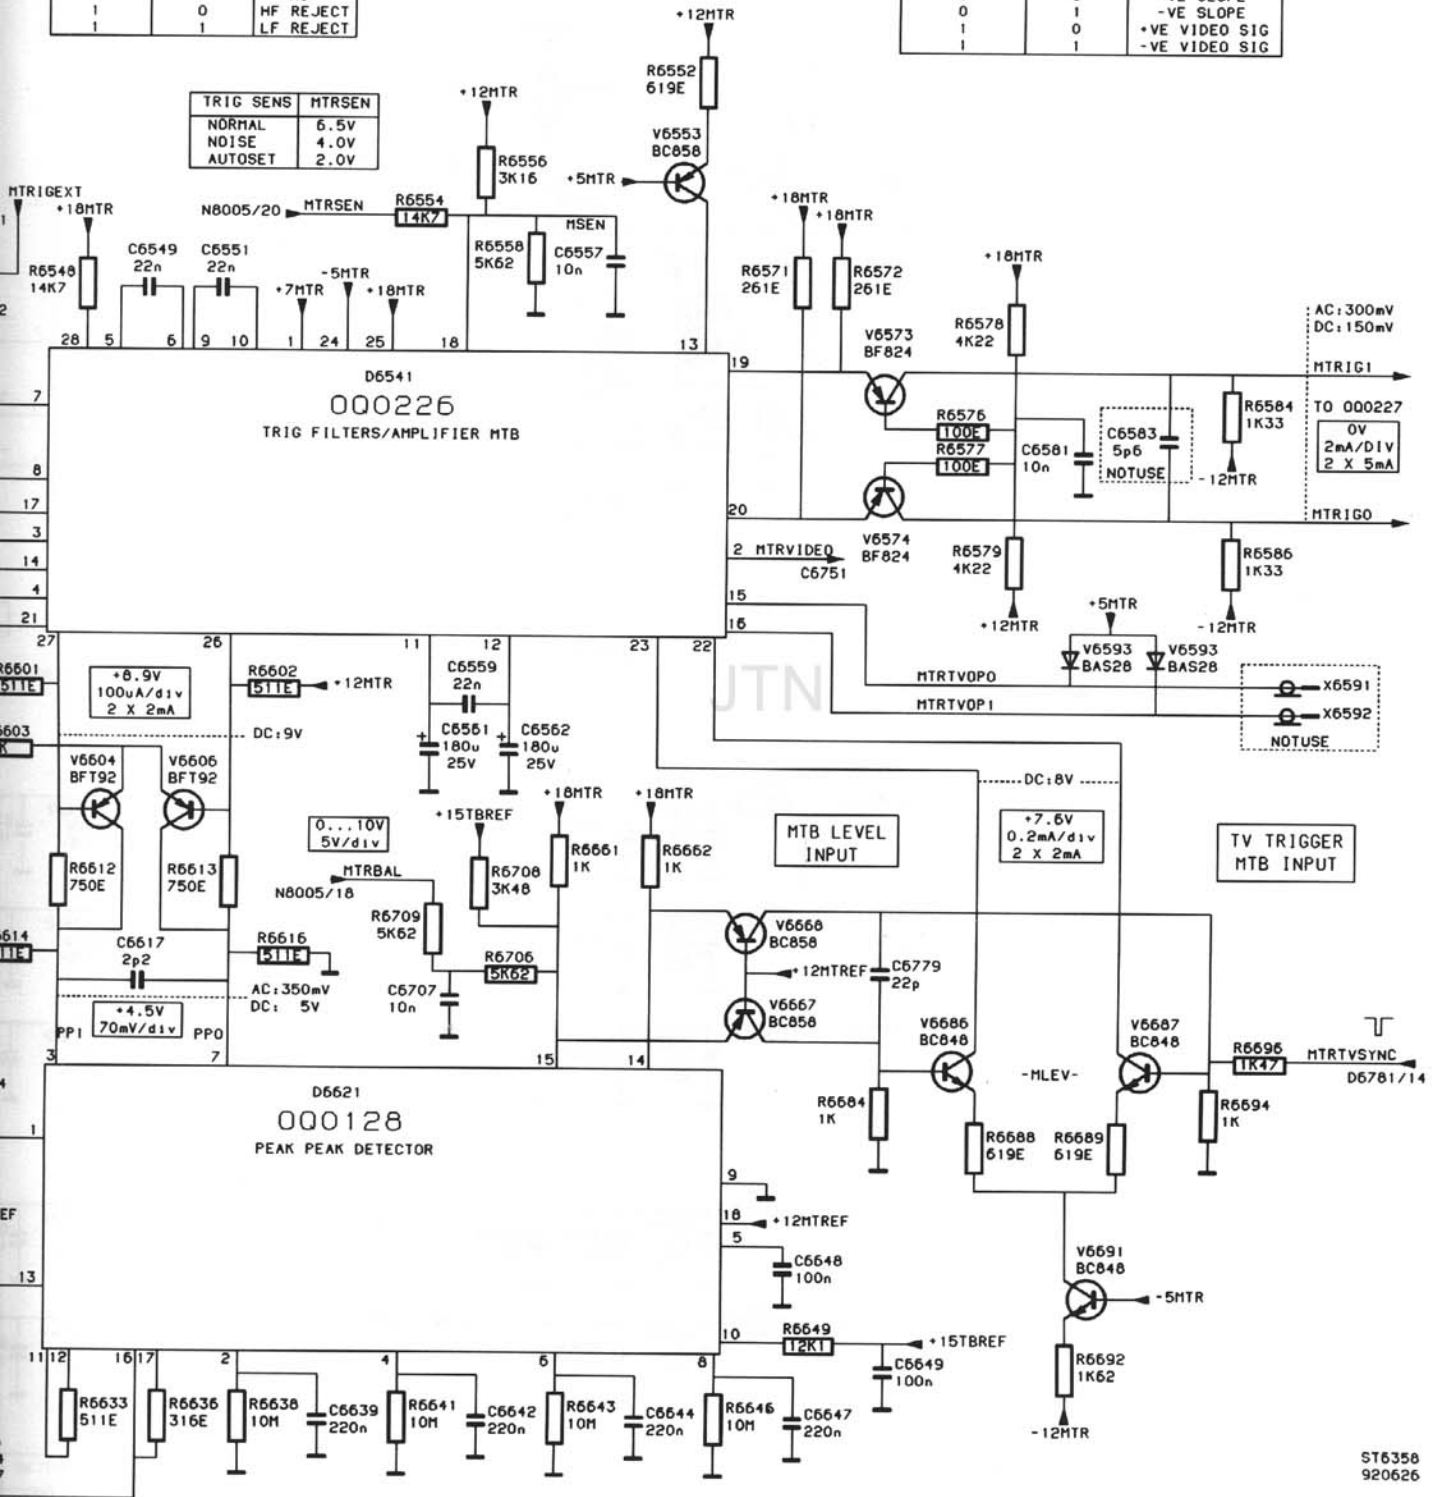 1 0 HF REJECT
1 1 LF REJECT
+12MTR
0 1 -VE SLOPE
1 0 +VE VIDEO SIG
1 1 -VE VIDEO SIG
R6552
619E
TRIG SENS MTRSEN
NORMAL 6.5V
NOISE 4.0V
AUTOSET 2.0V
+12MTR
V6553
BC858
R6556
3K16
+5MTR
MTRIGEXT
+18MTR
N8005/20
MTRSEN
R6554
14K7
MSEN
R6558
5K62
C6557
10n
+18MTR
+18MTR
R6548
14K7
C6549
22n
C6551
22n
-5MTR
+7MTR
+18MTR
R6571
261E
R6572
261E
+18MTR
R6578
4K22
AC:300mV
DC:150mV
28 5 6 9 10 1 24 25 18 13
V6573
BF824
19
MTRIG1
D6541
OQ0226
TRIG FILTERS/AMPLIFIER MTB
7
8
17
3
14
4
21
R6576
100E
R6577
100E
C6581
10n
C6583
5p6
NOTUSE
R6584
1K33
-12MTR
TO OQ0227
0V
2mA/DIV
2 X 5mA
20
V6574
BF824
MTRIG0
2 MTRVIDEO
C6751
R6579
4K22
+12MTR
R6586
1K33
-12MTR
15
16
+5MTR
V6593
BAS28
V6593
BAS28
27 26 11 12 23 22
R6601
511E
+8.9V
100uA/div
2 X 2mA
R6602
511E
+12MTR
C6559
22n
JTN
MTRTVOP0
MTRTVOP1
X6591
X6592
NOTUSE
DC:9V
V6604
BFT92
V6606
BFT92
+
C6561
180u
25V
+
C6562
180u
25V
+18MTR
+18MTR
DC:8V
+7.6V
0.2mA/div
2 X 2mA
MTB LEVEL
INPUT
TV TRIGGER
MTB INPUT
0...10V
5V/div
+15TBREF
R6612
750E
R6613
750E
MTRBAL
N8005/18
R6708
3K48
R6661
1K
R6662
1K
R6709
5K62
V6668
BC858
C6617
2p2
R6616
511E
R6706
5K62
+12MTREF
C6779
22p
AC:350mV
DC: 5V
C6707
10n
V6667
BC858
+4.5V
70mV/div
PP1
PP0
3 7 15 14
V6686
BC848
V6687
BC848
R6696
1K47
MTRTVSYNC
D6781/14
-MLEV-
D6621
OQ0128
PEAK PEAK DETECTOR
1
13
R6684
1K
R6688
619E
R6689
619E
R6694
1K
9
18
+12MTREF
5
C6648
100n
V6691
BC848
-5MTR
10
R6649
12K1
+15TBREF
C6649
100n
R6692
1K62
-12MTR
11 12 16 17 2 4 6 8
R6633
511E
R6636
316E
R6638
10M
C6639
220n
R6641
10M
C6642
220n
R6643
10M
C6644
220n
R6646
10M
C6647
220n
ST6358
920626